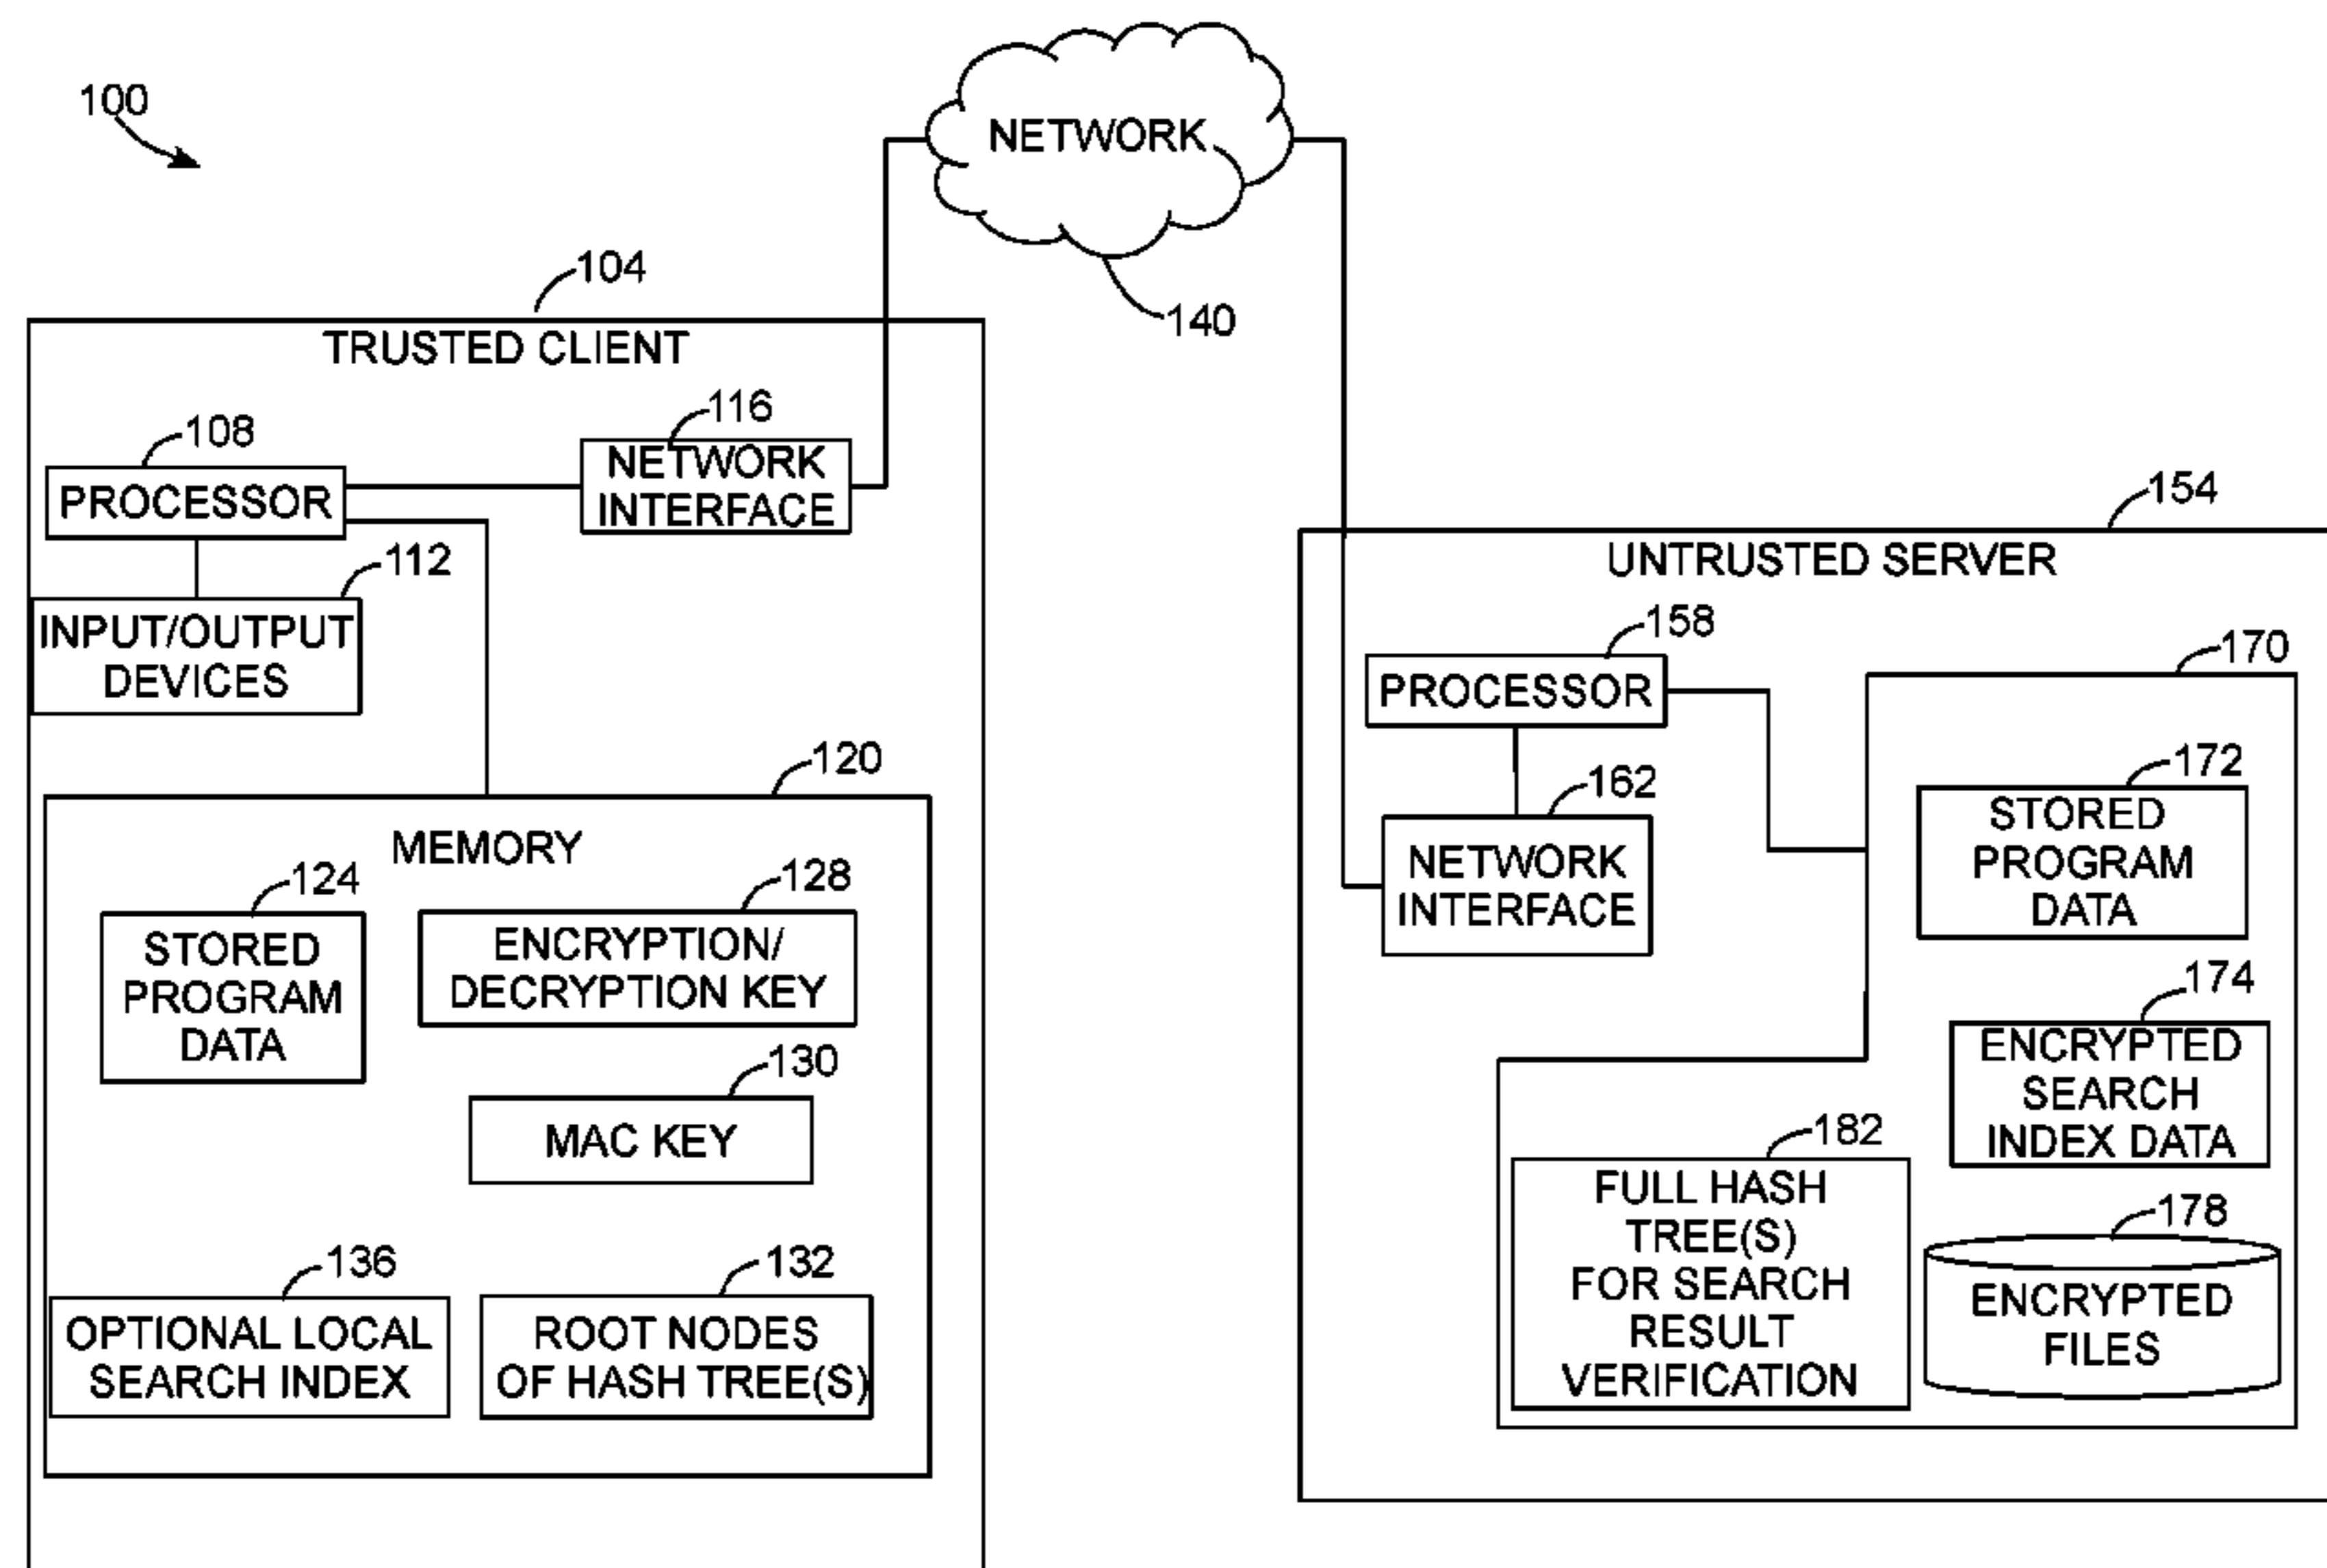 100
NETWORK
140
104
TRUSTED CLIENT
116
NETWORK
INTERFACE
108
PROCESSOR
112
INPUT/OUTPUT
DEVICES
120
MEMORY
124
STORED
PROGRAM
DATA
128
ENCRYPTION/
DECRYPTION KEY
130
MAC KEY
136
OPTIONAL LOCAL
SEARCH INDEX
132
ROOT NODES
OF HASH TREE(S)
154
UNTRUSTED SERVER
158
PROCESSOR
162
NETWORK
INTERFACE
170
172
STORED
PROGRAM
DATA
174
ENCRYPTED
SEARCH
INDEX DATA
182
FULL HASH
TREE(S)
FOR SEARCH
RESULT
VERIFICATION
178
ENCRYPTED
FILES